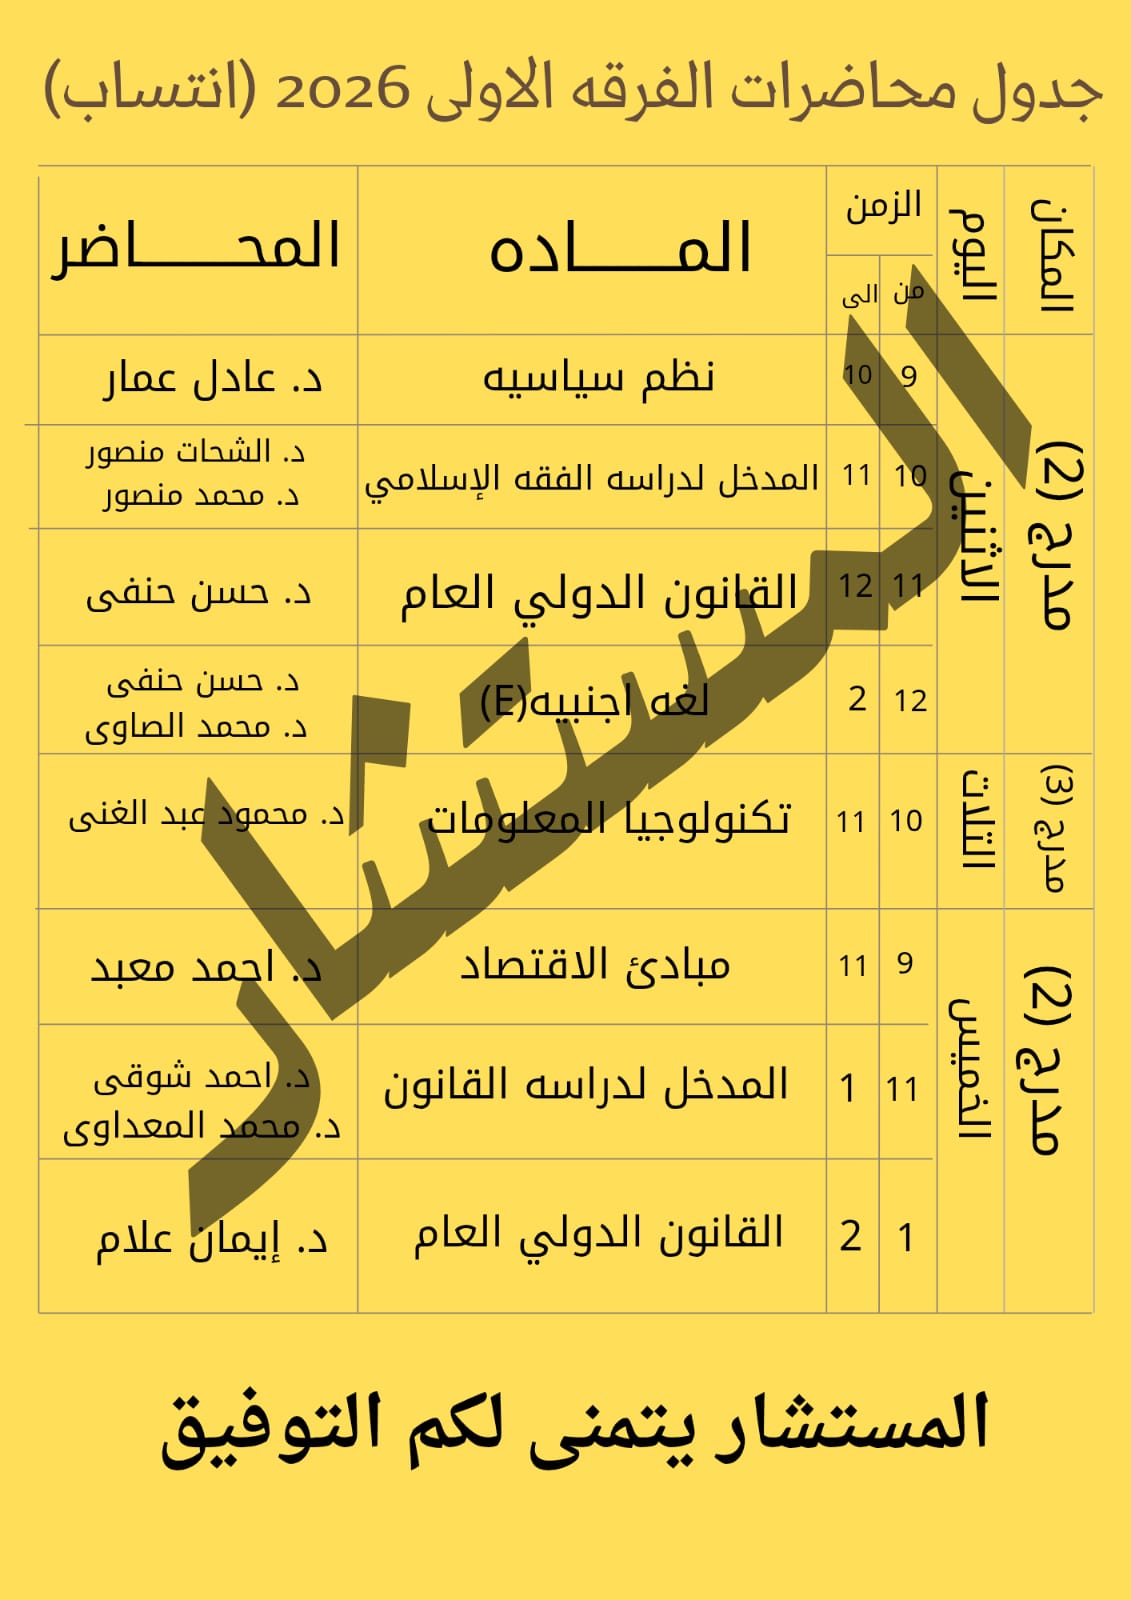 جدول محاضرات الفرقه الاولى 2026 (انتساب)
المكان اليوم الزمن المـــــاده المحـــــــاضر
من الى
مدرج (2) الاثنين
9 10 نظم سياسيه د. عادل عمار
10 11 المدخل لدراسه الفقه الإسلامي د. الشحات منصور
د. محمد منصور
11 12 القانون الدولي العام د. حسن حنفى
12 2 لغه اجنبيه(E) د. حسن حنفى
د. محمد الصاوى
مدرج (3) التلات
10 11 تكنولوجيا المعلومات د. محمود عبد الغنى
مدرج (2) الخميس
9 11 مبادئ الاقتصاد د. احمد معبد
11 1 المدخل لدراسه القانون د. احمد شوقى
د. محمد المعداوى
1 2 القانون الدولي العام د. إيمان علام
المستشار
المستشار يتمنى لكم التوفيق